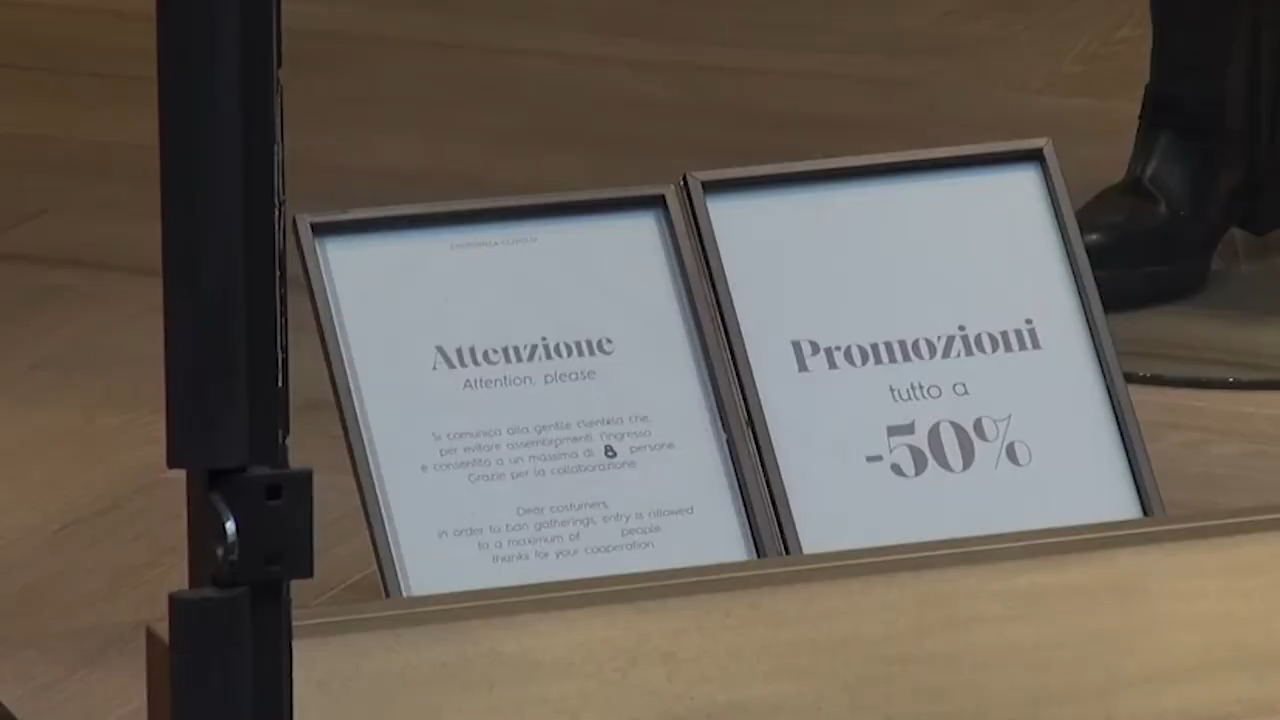 Attenzione
Attention, please
Si comunica alla gentile clientela che,
per evitare assembramenti, l'ingresso
è consentito a un massimo di 8 persone.
Grazie per la collaborazione
Dear costumers,
in order to ban gatherings, entry is allowed
to a maximum of people.
thanks for your cooperation.
Promozioni
tutto a
-50%